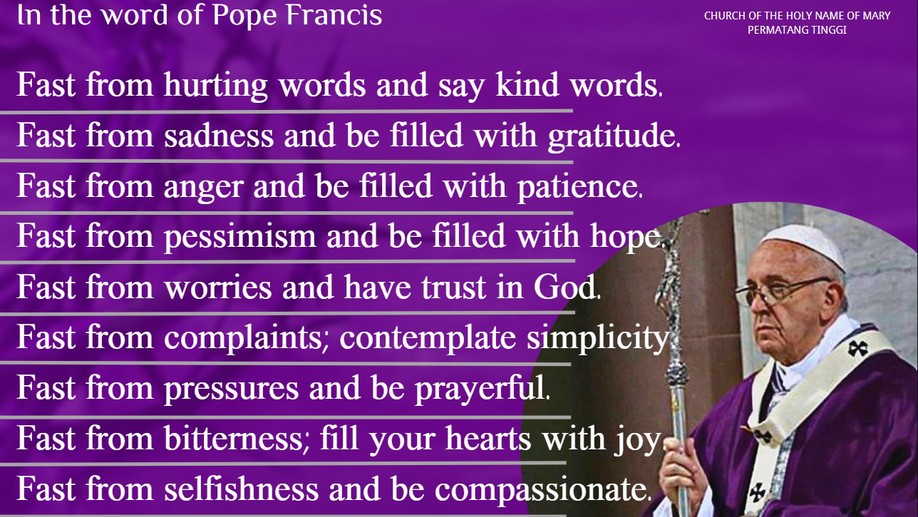 In the word of Pope Francis
CHURCH OF THE HOLY NAME OF MARY
PERMATANG TINGGI
Fast from hurting words and say kind words.
Fast from sadness and be filled with gratitude.
Fast from anger and be filled with patience.
Fast from pessimism and be filled with hope.
Fast from worries and have trust in God.
Fast from complaints; contemplate simplicity.
Fast from pressures and be prayerful.
Fast from bitterness; fill your hearts with joy.
Fast from selfishness and be compassionate.